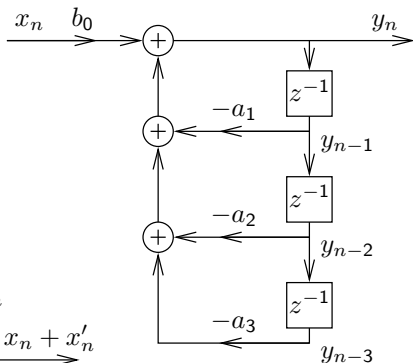 x_n b_0 + y_n
z^{-1}
+ -a_1 y_{n-1}
z^{-1}
+ -a_2 y_{n-2}
z^{-1}
x_n + x'_n -a_3 y_{n-3}